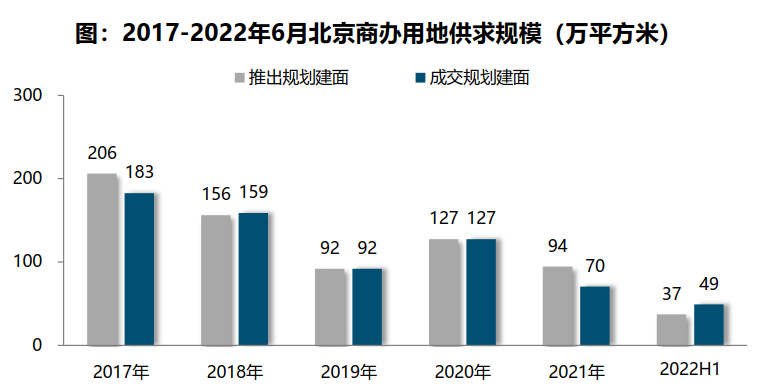 图：2017-2022年6月北京商办用地供求规模（万平方米）
推出规划建面 成交规划建面
300
200
100
0
206 183 156 159 92 92 127 127 94 70 37 49
2017年 2018年 2019年 2020年 2021年 2022H1